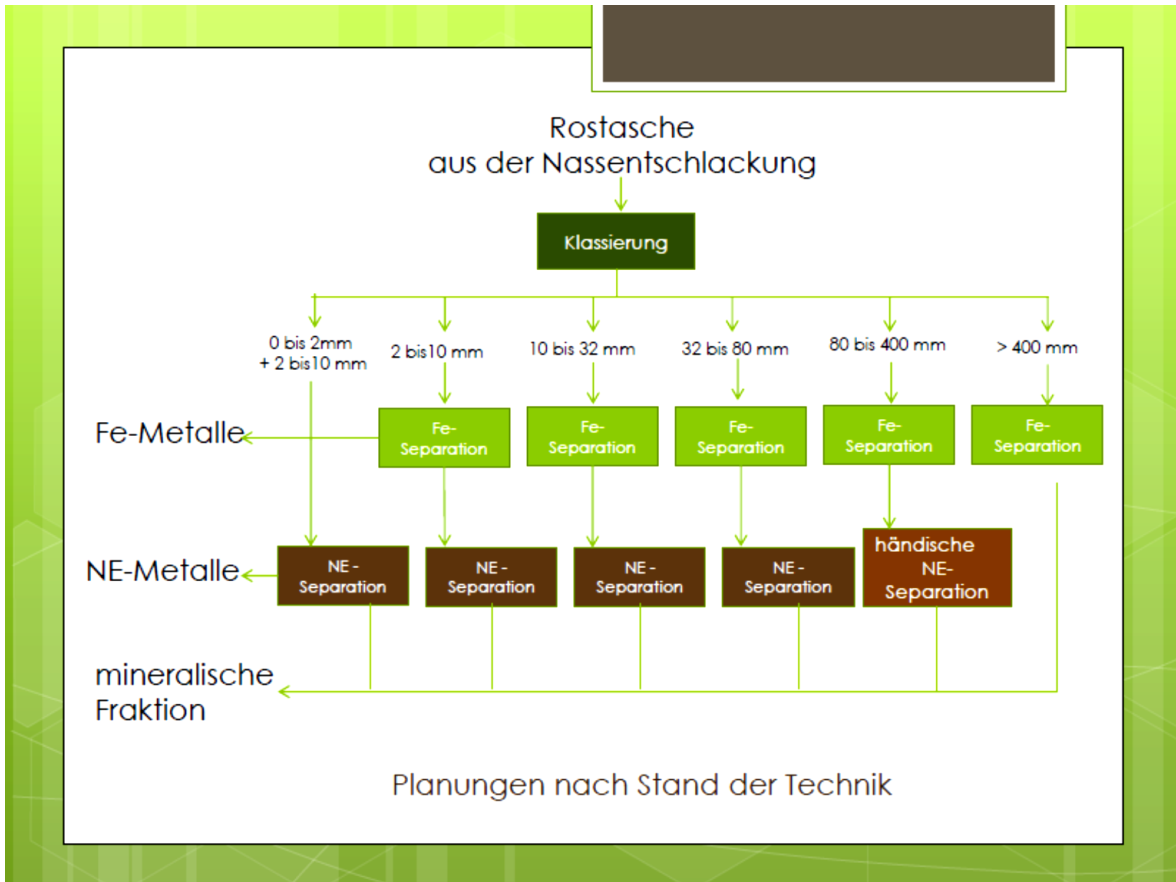 Rostasche
aus der Nassentschlackung
Klassierung
0 bis 2mm
+ 2 bis10 mm
2 bis10 mm
10 bis 32 mm
32 bis 80 mm
80 bis 400 mm
> 400 mm
Fe-Metalle
Fe-
Separation
Fe-
Separation
Fe-
Separation
Fe-
Separation
Fe-
Separation
NE-Metalle
NE -
Separation
NE -
Separation
NE -
Separation
NE -
Separation
händische
NE-
Separation
mineralische
Fraktion
Planungen nach Stand der Technik